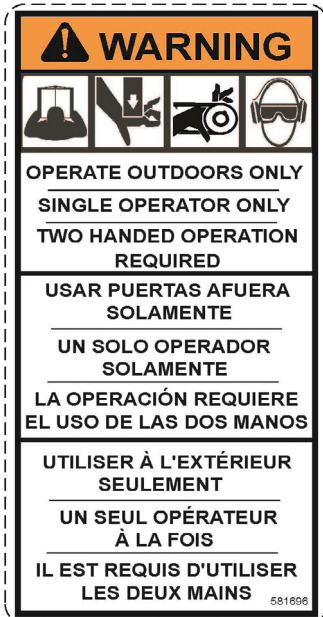 WARNING
OPERATE OUTDOORS ONLY
SINGLE OPERATOR ONLY
TWO HANDED OPERATION
REQUIRED
USAR PUERTAS AFUERA
SOLAMENTE
UN SOLO OPERADOR
SOLAMENTE
LA OPERACIÓN REQUIERE
EL USO DE LAS DOS MANOS
UTILISER À L'EXTÉRIEUR
SEULEMENT
UN SEUL OPÉRATEUR
À LA FOIS
IL EST REQUIS D'UTILISER
LES DEUX MAINS
581696